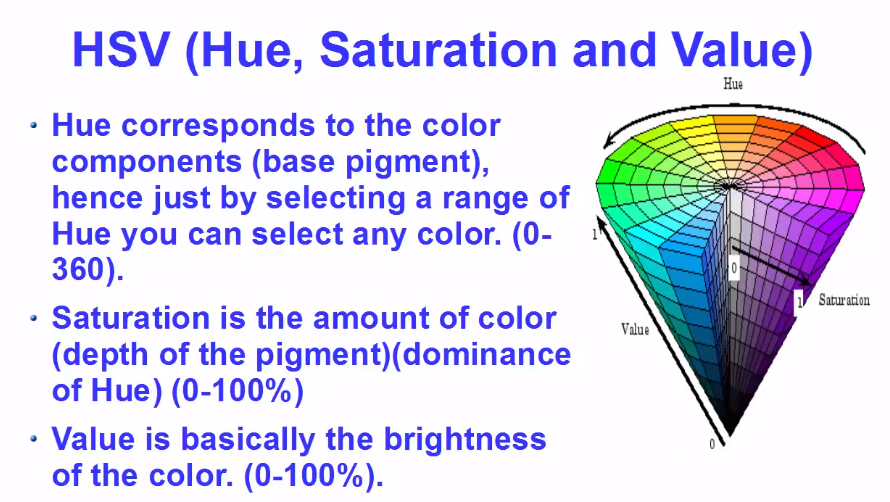 HSV (Hue, Saturation and Value)
• Hue corresponds to the color
components (base pigment),
hence just by selecting a range of
Hue you can select any color. (0-
360).
• Saturation is the amount of color
(depth of the pigment)(dominance
of Hue) (0-100%)
• Value is basically the brightness
of the color. (0-100%).
Hue
1
0
1
Saturation
Value
0